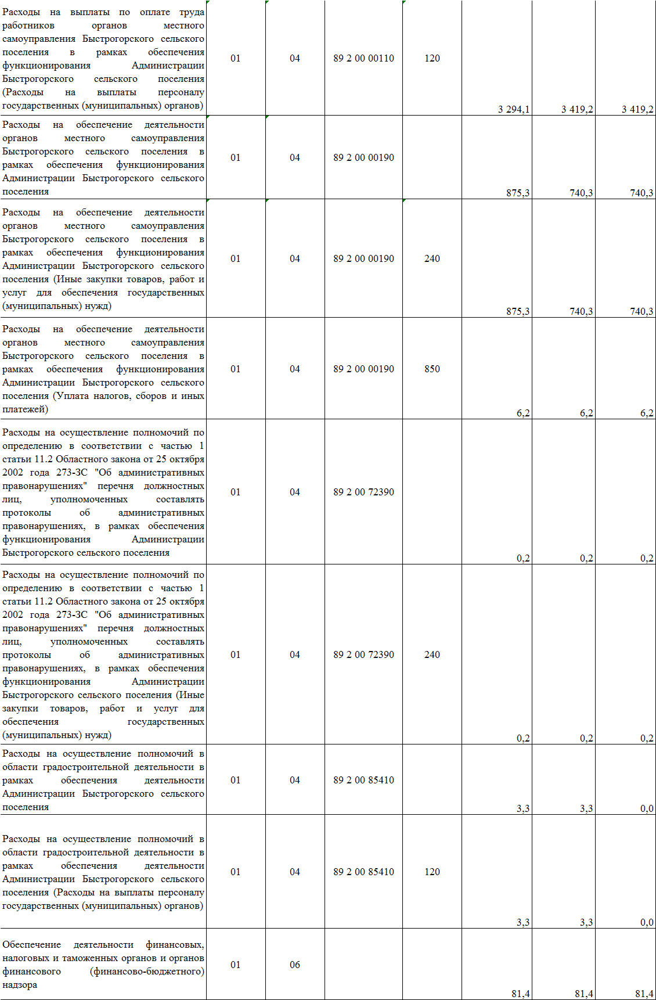 Расходы на выплаты по оплате труда
работников органов местного
самоуправления Быстрогорского сельского
поселения в рамках обеспечения
функционирования Администрации
Быстрогорского сельского поселения
(Расходы на выплаты персоналу
государственных (муниципальных) органов)
01 04 89 2 00 00110 120
3 294,1 3 419,2 3 419,2
Расходы на обеспечение деятельности
органов местного самоуправления
Быстрогорского сельского поселения в
рамках обеспечения функционирования
Администрации Быстрогорского сельского
поселения
01 04 89 2 00 00190
875,3 740,3 740,3
Расходы на обеспечение деятельности
органов местного самоуправления
Быстрогорского сельского поселения в
рамках обеспечения функционирования
Администрации Быстрогорского сельского
поселения (Иные закупки товаров, работ и
услуг для обеспечения государственных
(муниципальных) нужд)
01 04 89 2 00 00190 240
875,3 740,3 740,3
Расходы на обеспечение деятельности
органов местного самоуправления
Быстрогорского сельского поселения в
рамках обеспечения функционирования
Администрации Быстрогорского сельского
поселения (Уплата налогов, сборов и иных
платежей)
01 04 89 2 00 00190 850
6,2 6,2 6,2
Расходы на осуществление полномочий по
определению в соответствии с частью 1
статьи 11.2 Областного закона от 25 октября
2002 года 273-ЗС "Об административных
правонарушениях" перечня должностных
лиц, уполномоченных составлять
протоколы об административных
правонарушениях, в рамках обеспечения
функционирования Администрации
Быстрогорского сельского поселения
01 04 89 2 00 72390
0,2 0,2 0,2
Расходы на осуществление полномочий по
определению в соответствии с частью 1
статьи 11.2 Областного закона от 25 октября
2002 года 273-ЗС "Об административных
правонарушениях" перечня должностных
лиц, уполномоченных составлять
протоколы об административных
правонарушениях, в рамках обеспечения
функционирования Администрации
Быстрогорского сельского поселения (Иные
закупки товаров, работ и услуг для
обеспечения государственных
(муниципальных) нужд)
01 04 89 2 00 72390 240
0,2 0,2 0,2
Расходы на осуществление полномочий в
области градостроительной деятельности в
рамках обеспечения деятельности
Администрации Быстрогорского сельского
поселения
01 04 89 2 00 85410
3,3 3,3 0,0
Расходы на осуществление полномочий в
области градостроительной деятельности в
рамках обеспечения деятельности
Администрации Быстрогорского сельского
поселения (Расходы на выплаты персоналу
государственных (муниципальных) органов)
01 04 89 2 00 85410 120
3,3 3,3 0,0
Обеспечение деятельности финансовых,
налоговых и таможенных органов и органов
финансового (финансово-бюджетного)
надзора
01 06
81,4 81,4 81,4